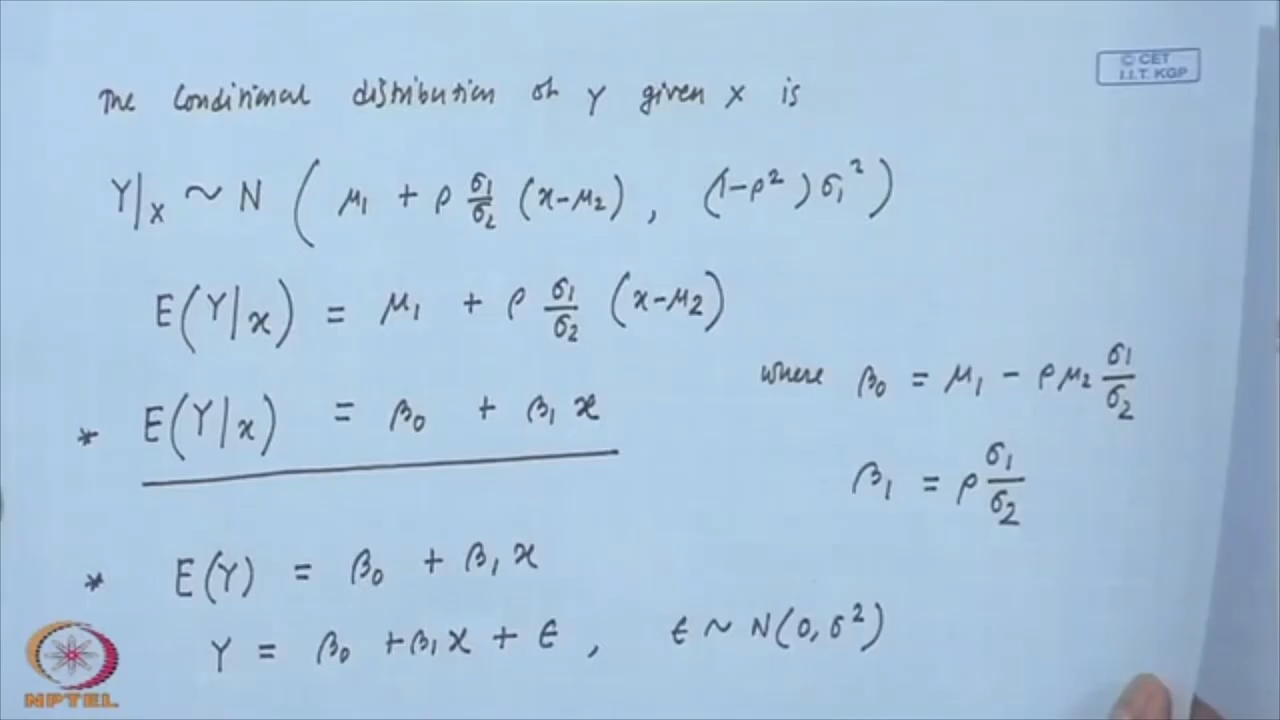 © CET
I.I.T. KGP
The Conditional distribution of Y given X is
Y|x ~ N ( μ₁ + ρ σ₁/σ₂ (x-μ₂) , (1-ρ²) σ₁² )
E(Y|x) = μ₁ + ρ σ₁/σ₂ (x-μ₂)
* E(Y|x) = β₀ + β₁ x
where β₀ = μ₁ - ρ μ₂ σ₁/σ₂
β₁ = ρ σ₁/σ₂
* E(Y) = β₀ + β₁ x
Y = β₀ + β₁ x + ε , ε ~ N(0, σ²)
NPTEL